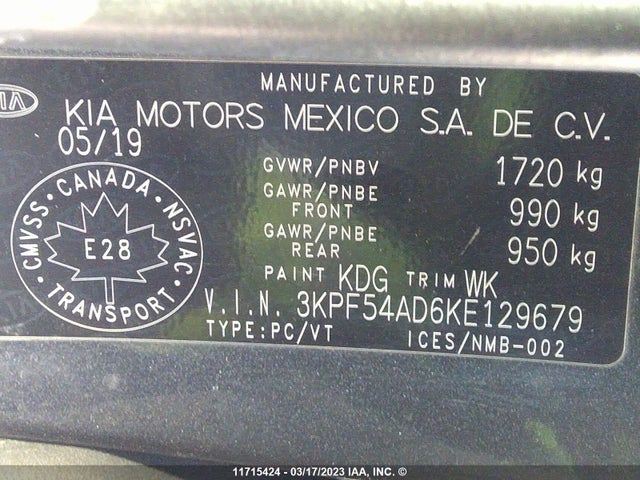 MANUFACTURED BY
KIA
KIA MOTORS MEXICO S.A. DE C.V.
05/19
GVWR/PNBV 1720 kg
GAWR/PNBE FRONT 990 kg
GAWR/PNBE REAR 950 kg
CANADA
CMVSS · NSVAC
E28
TRANSPORT
PAINT KDG TRIM WK
V.I.N. 3KPF54AD6KE129679
TYPE:PC/VT ICES/NMB-002
11715424 - 03/17/2023 IAA, INC. ©